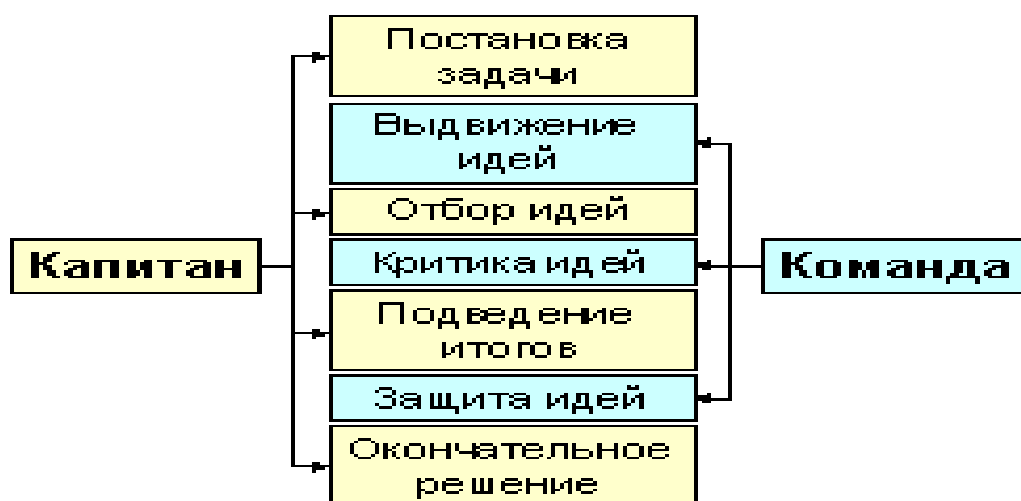 Постановка
задачи
Выдвижение
идей
Отбор идей
Капитан
Критика идей
Команда
Подведение
итогов
Защита идей
Окончательное
решение